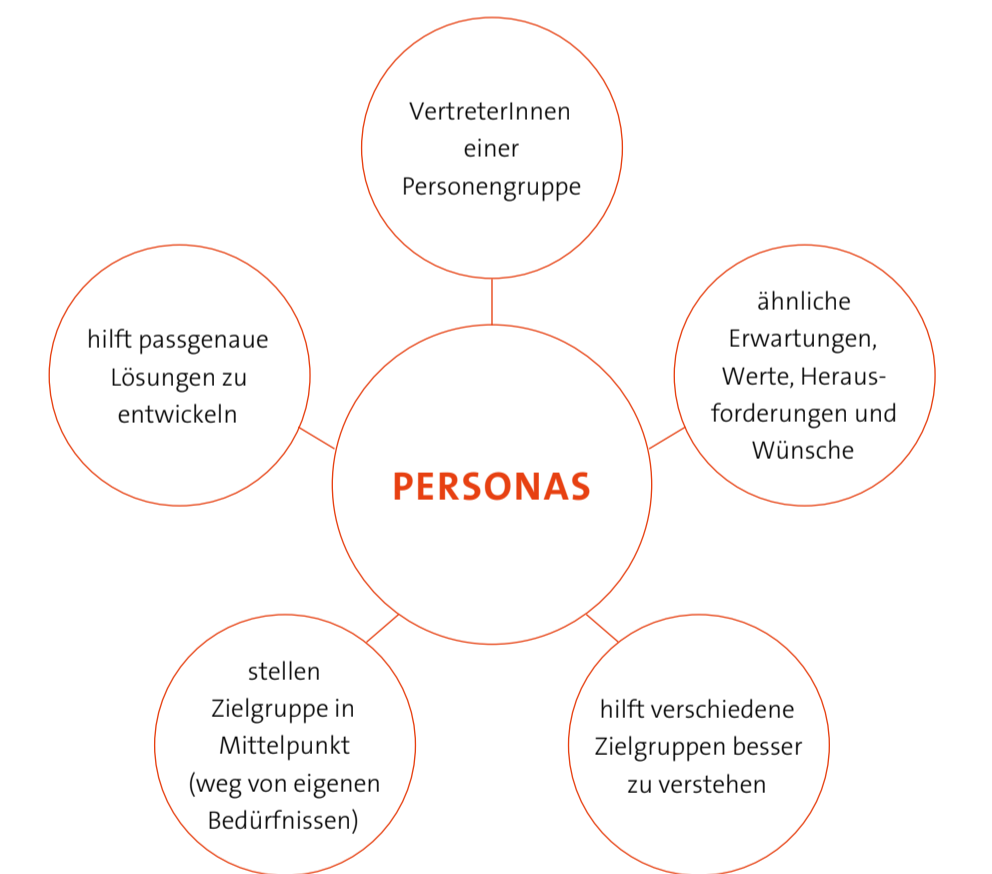 VertreterInnen
einer
Personengruppe
ähnliche
Erwartungen,
Werte, Heraus-
forderungen und
Wünsche
hilft passgenaue
Lösungen zu
entwickeln
PERSONAS
stellen
Zielgruppe in
Mittelpunkt
(weg von eigenen
Bedürfnissen)
hilft verschiedene
Zielgruppen besser
zu verstehen